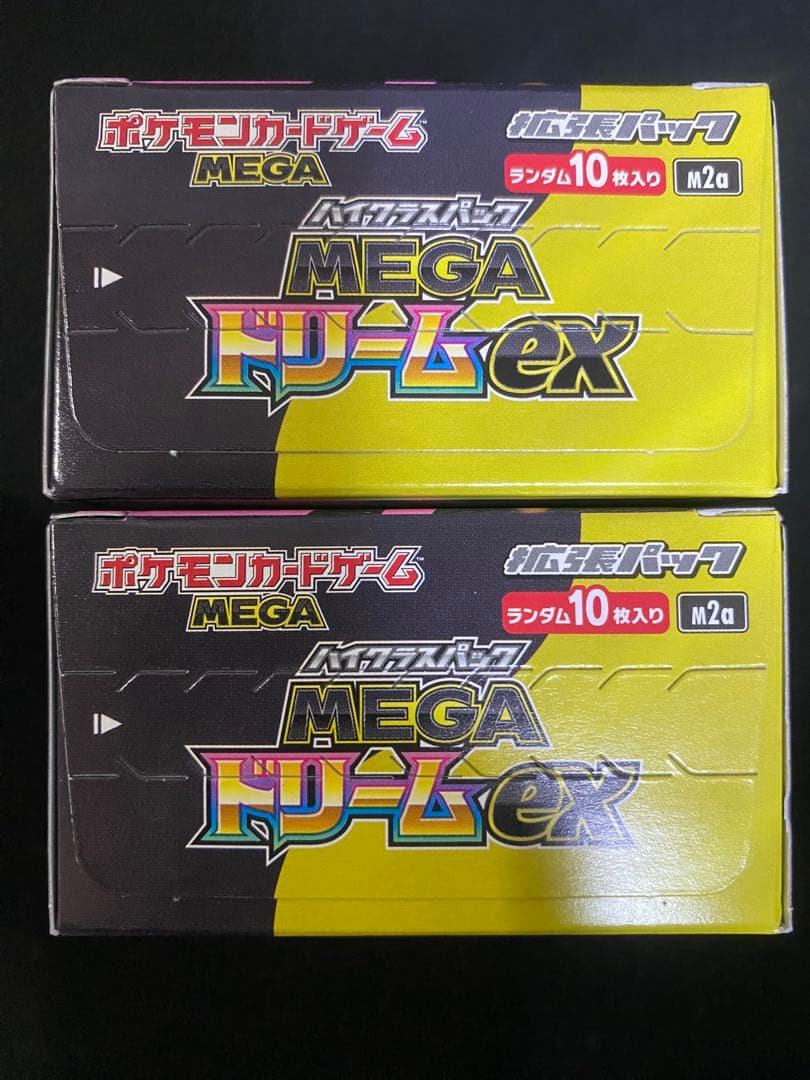 ポケモンカードゲーム™
MEGA
拡張パック
ランダム10枚入り
M2a
ハイクラスパック
MEGA
ドリームex
ポケモンカードゲーム™
MEGA
拡張パック
ランダム10枚入り
M2a
ハイクラスパック
MEGA
ドリームex